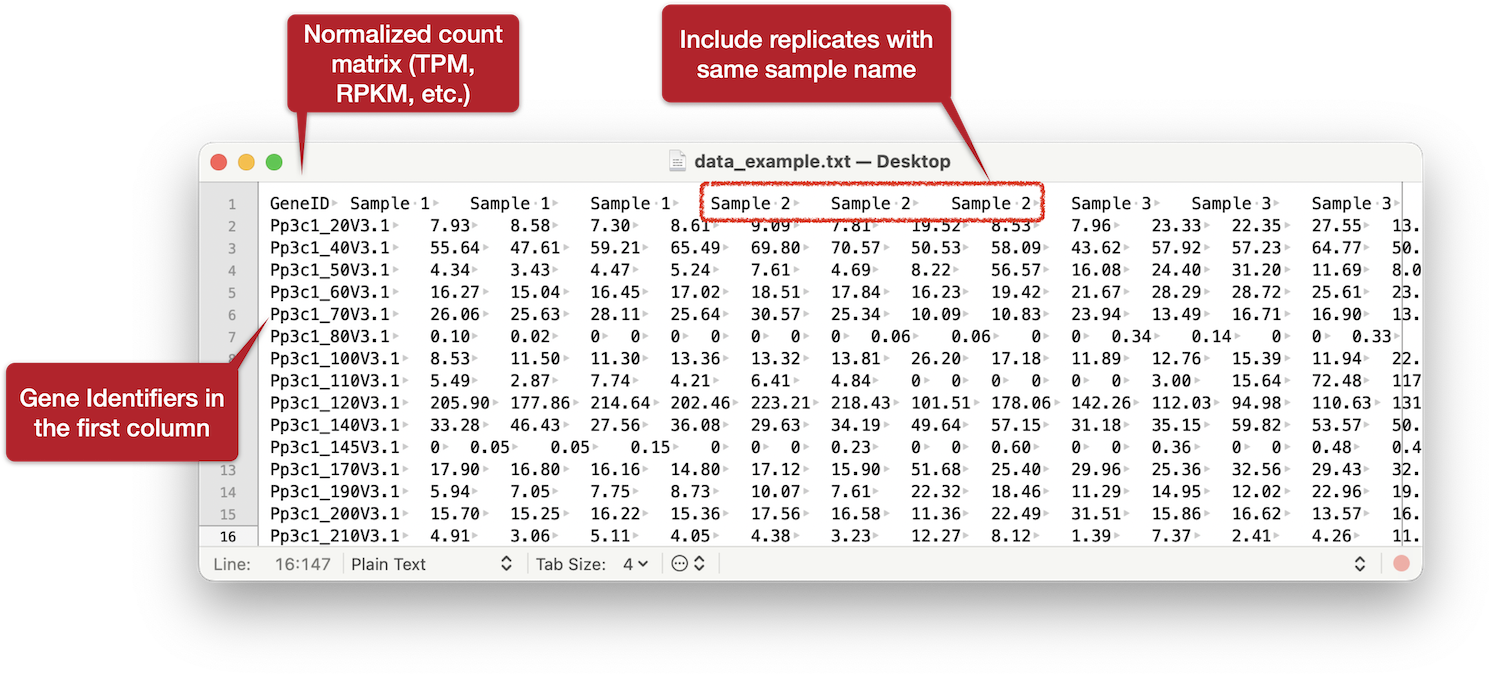 Normalized count
matrix (TPM,
RPKM, etc.)
Include replicates with
same sample name
data_example.txt — Desktop
1 GeneID Sample 1 Sample 1 Sample 1 Sample 2 Sample 2 Sample 2 Sample 3 Sample 3 Sample 3
2 Pp3c1_20V3.1 7.93 8.58 7.30 8.61 9.09 7.81 19.52 8.53 7.96 23.33 22.35 27.55 13.
3 Pp3c1_40V3.1 55.64 47.61 59.21 65.49 69.80 70.57 50.53 58.09 43.62 57.92 57.23 64.77 50.
4 Pp3c1_50V3.1 4.34 3.43 4.47 5.24 7.61 4.69 8.22 56.57 16.08 24.40 31.20 11.69 8.0
5 Pp3c1_60V3.1 16.27 15.04 16.45 17.02 18.51 17.84 16.23 19.42 21.67 28.29 28.72 25.61 23.
6 Pp3c1_70V3.1 26.06 25.63 28.11 25.64 30.57 25.34 10.09 10.83 23.94 13.49 16.71 16.90 13.
7 Pp3c1_80V3.1 0.10 0.02 0 0 0 0 0 0.06 0.06 0 0 0.34 0.14 0 0 0.33
Pp3c1_100V3.1 8.53 11.50 11.30 13.36 13.32 13.81 26.20 17.18 11.89 12.76 15.39 11.94 22.
Pp3c1_110V3.1 5.49 2.87 7.74 4.21 6.41 4.84 0 0 0 0 0 0 3.00 15.64 72.48 117
Pp3c1_120V3.1 205.90 177.86 214.64 202.46 223.21 218.43 101.51 178.06 142.26 112.03 94.98 110.63 131
Pp3c1_140V3.1 33.28 46.43 27.56 36.08 29.63 34.19 49.64 57.15 31.18 35.15 59.82 53.57 50.
Pp3c1_145V3.1 0 0.05 0.05 0.15 0 0 0 0.23 0 0 0.60 0 0 0.36 0 0 0.48 0.4
13 Pp3c1_170V3.1 17.90 16.80 16.16 14.80 17.12 15.90 51.68 25.40 29.96 25.36 32.56 29.43 32.
14 Pp3c1_190V3.1 5.94 7.05 7.75 8.73 10.07 7.61 22.32 18.46 11.29 14.95 12.02 22.96 19.
15 Pp3c1_200V3.1 15.70 15.25 16.22 15.36 17.56 16.58 11.36 22.49 31.51 15.86 16.62 13.57 16.
16 Pp3c1_210V3.1 4.91 3.06 5.11 4.05 4.38 3.23 12.27 8.12 1.39 7.37 2.41 4.26 11.
Gene Identifiers in
the first column
Line: 16:147 Plain Text Tab Size: 4